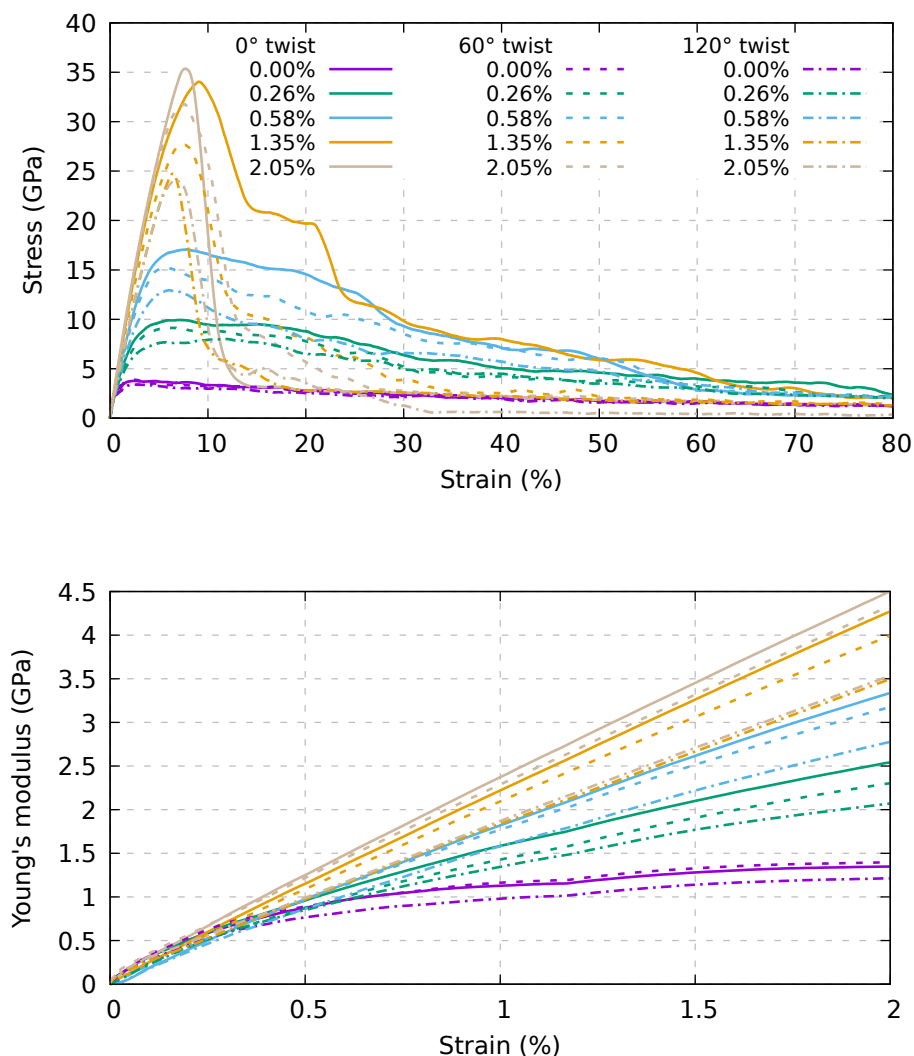 40
35
30
25
20
15
10
5
0
Stress (GPa)
0° twist 60° twist 120° twist
0.00% 0.00% 0.00%
0.26% 0.26% 0.26%
0.58% 0.58% 0.58%
1.35% 1.35% 1.35%
2.05% 2.05% 2.05%
0 10 20 30 40 50 60 70 80
Strain (%)
4.5
4
3.5
3
2.5
2
1.5
1
0.5
0
Young's modulus (GPa)
0 0.5 1 1.5 2
Strain (%)